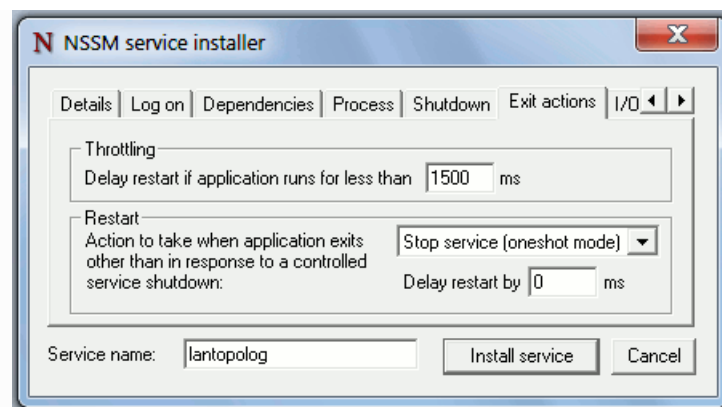 N NSSM service installer
Details Log on Dependencies Process Shutdown Exit actions I/O
Throttling
Delay restart if application runs for less than 1500 ms
Restart
Action to take when application exits
other than in response to a controlled
service shutdown:
Stop service (oneshot mode)
Delay restart by 0 ms
Service name: lantopolog Install service Cancel